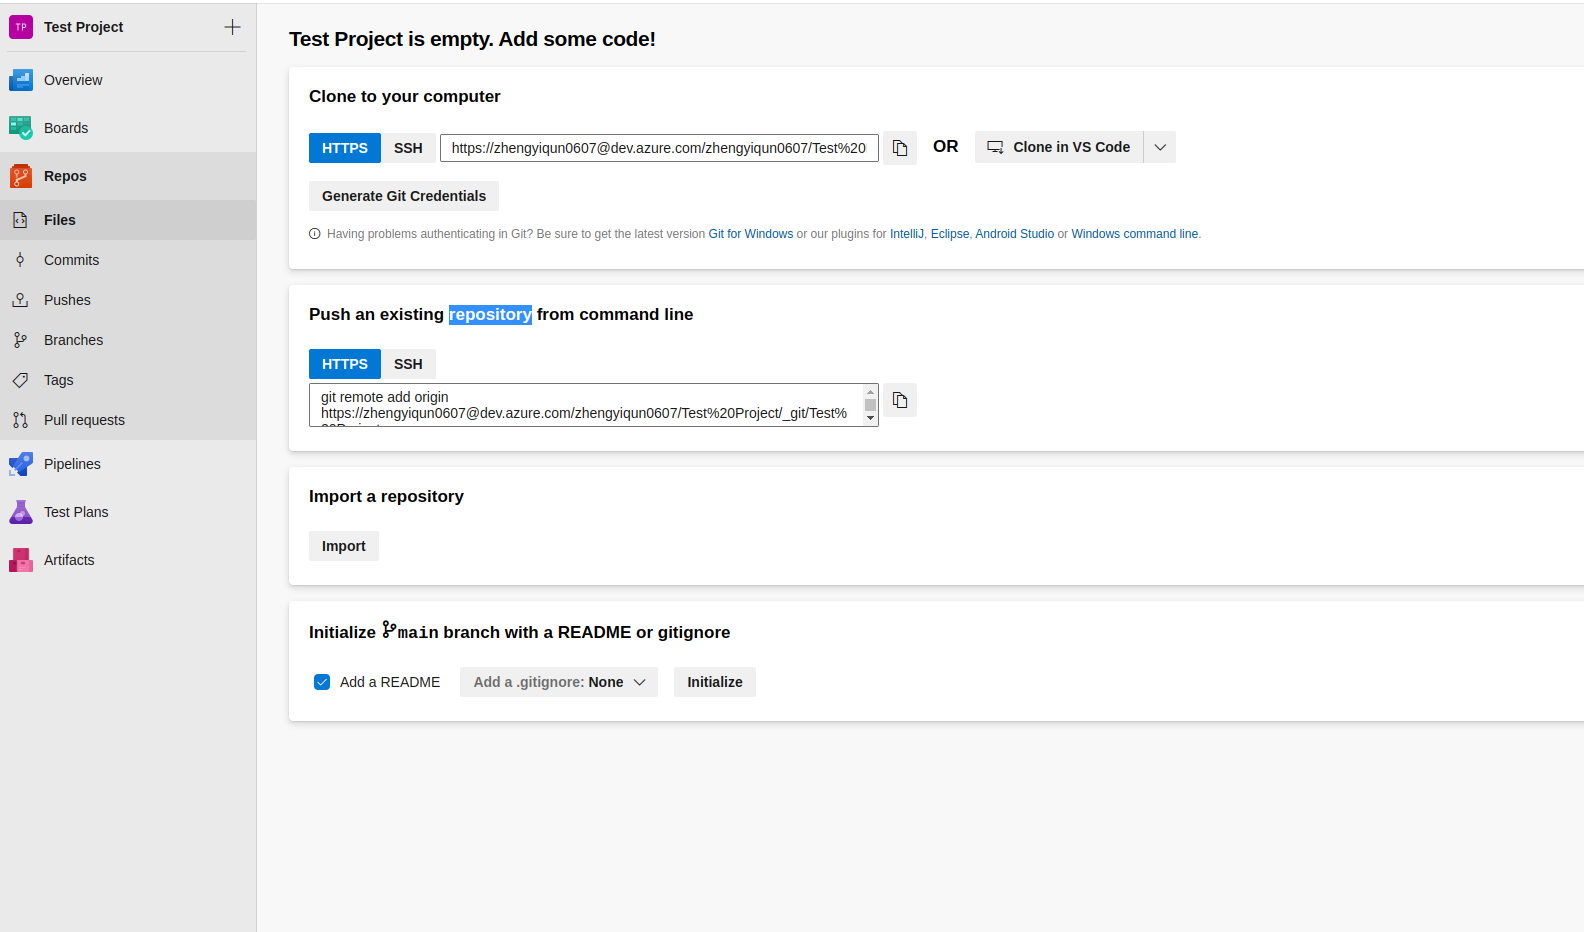 TP Test Project
Overview
Boards
Repos
Files
Commits
Pushes
Branches
Tags
Pull requests
Pipelines
Test Plans
Artifacts
Test Project is empty. Add some code!
Clone to your computer
HTTPS SSH https://zhengyiqun0607@dev.azure.com/zhengyiqun0607/Test%20 OR Clone in VS Code
Generate Git Credentials
Having problems authenticating in Git? Be sure to get the latest version Git for Windows or our plugins for IntelliJ, Eclipse, Android Studio or Windows command line.
Push an existing repository from command line
HTTPS SSH
git remote add origin
https://zhengyiqun0607@dev.azure.com/zhengyiqun0607/Test%20Project/_git/Test%
Import a repository
Import
Initialize main branch with a README or gitignore
Add a README Add a .gitignore: None Initialize